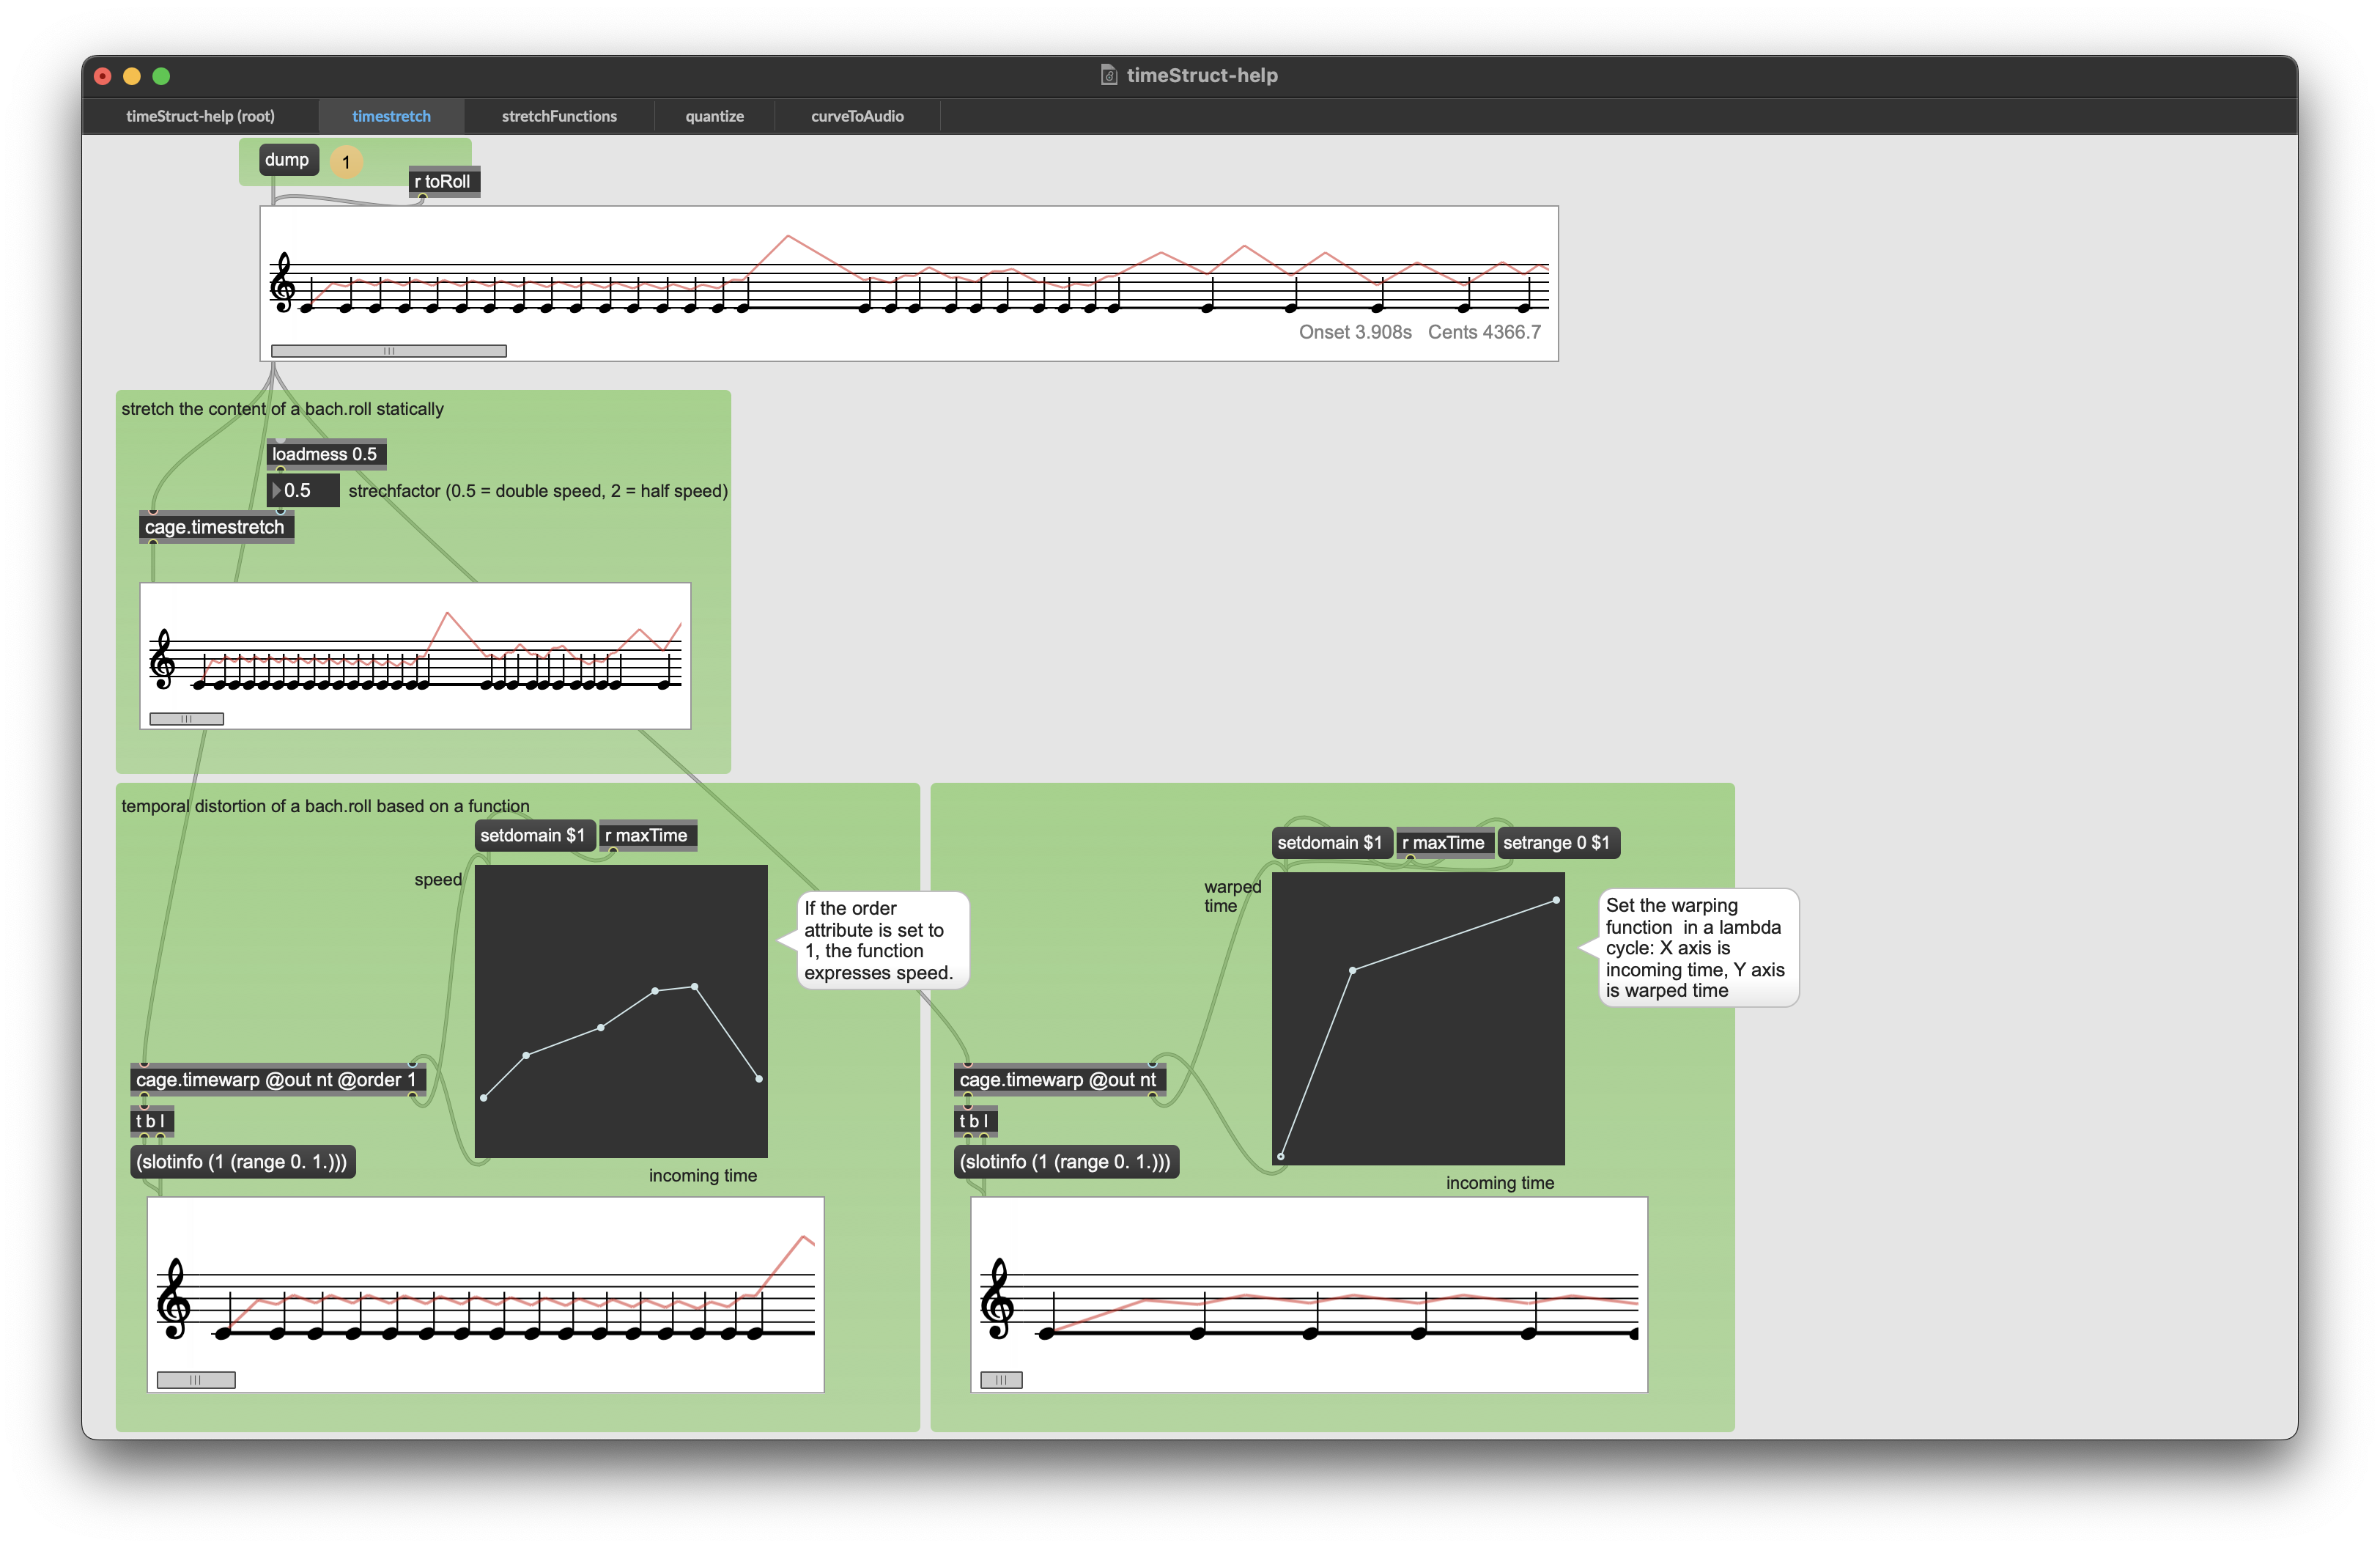 timeStruct-help
timeStruct-help (root)
timestretch
stretchFunctions
quantize
curveToAudio
dump
1
r toRoll
Onset 3.908s Cents 4366.7
stretch the content of a bach.roll statically
loadmess 0.5
0.5
strechfactor (0.5 = double speed, 2 = half speed)
cage.timestretch
temporal distortion of a bach.roll based on a function
setdomain $1
r maxTime
speed
If the order
attribute is set to
1, the function
expresses speed.
cage.timewarp @out nt @order 1
t b l
(slotinfo (1 (range 0. 1.)))
incoming time
setdomain $1
r maxTime
setrange 0 $1
warped
time
Set the warping
function  in a lambda
cycle: X axis is
incoming time, Y axis
is warped time
cage.timewarp @out nt
t b l
(slotinfo (1 (range 0. 1.)))
incoming time